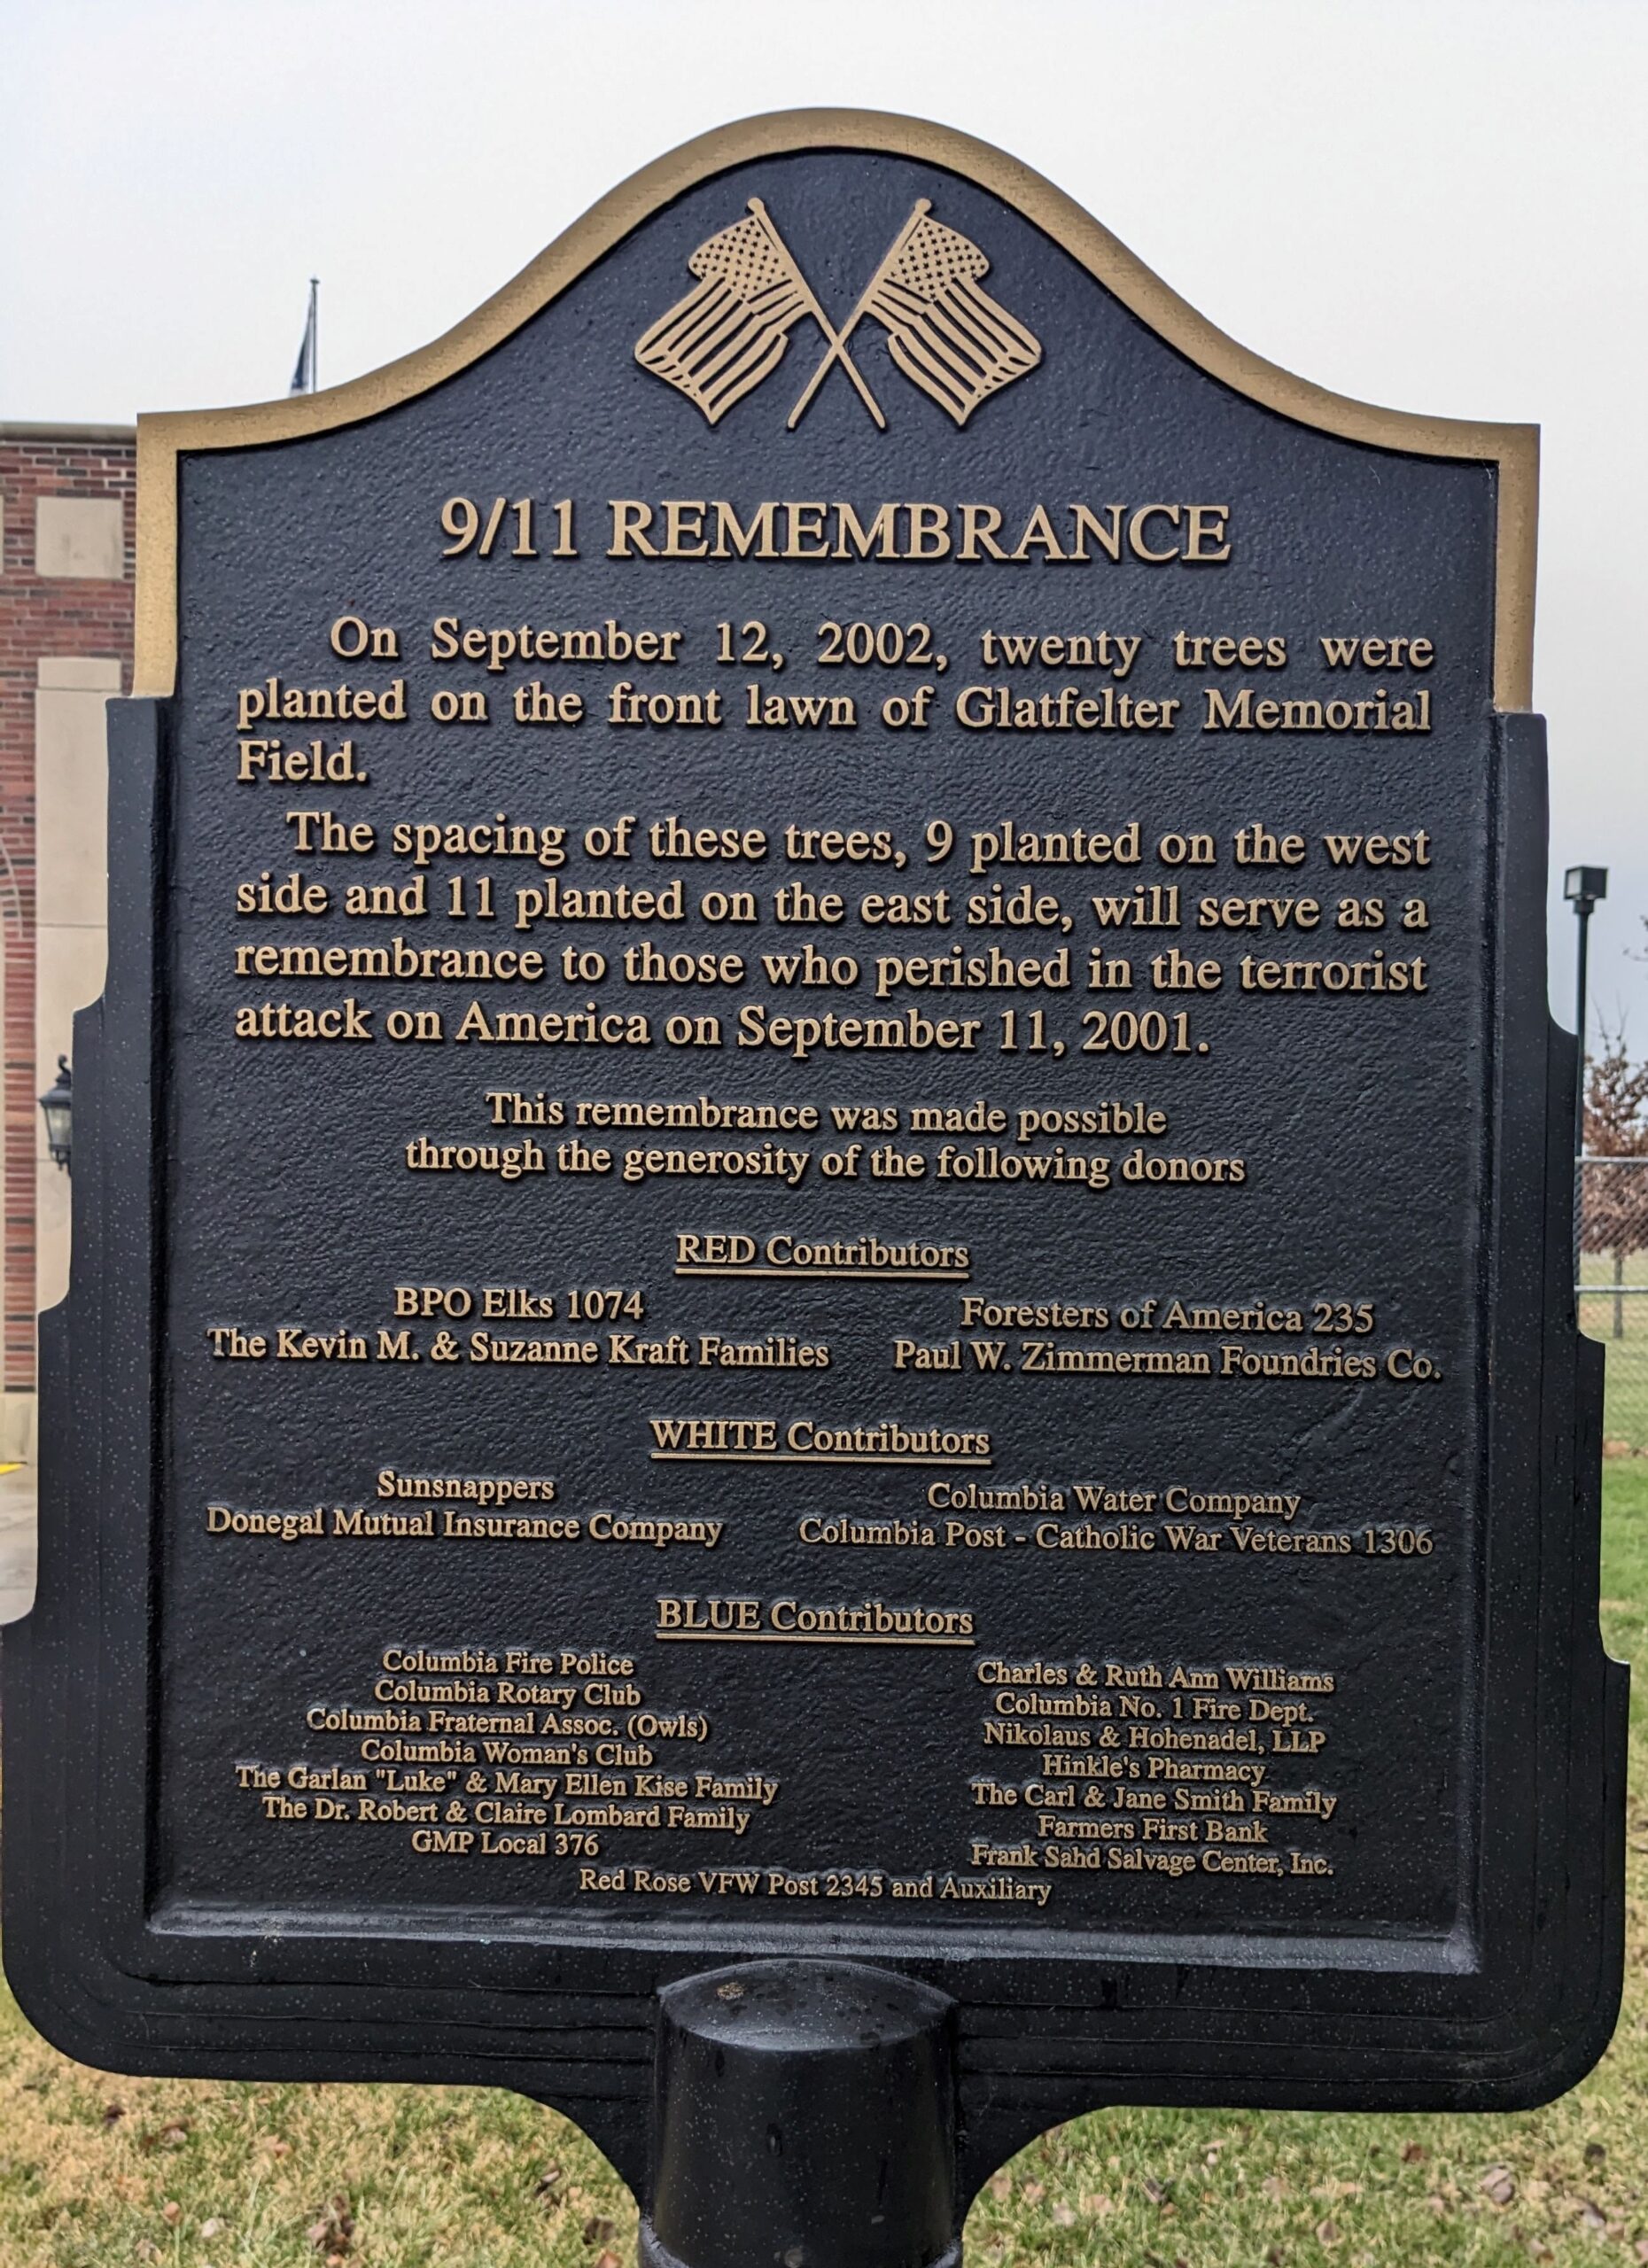 9/11 REMEMBRANCE
On September 12, 2002, twenty trees were
planted on the front lawn of Glatfelter Memorial
Field.
The spacing of these trees, 9 planted on the west
side and 11 planted on the east side, will serve as a
remembrance to those who perished in the terrorist
attack on America on September 11, 2001.
This remembrance was made possible
through the generosity of the following donors
RED Contributors
BPO Elks 1074
The Kevin M. & Suzanne Kraft Families
Foresters of America 235
Paul W. Zimmerman Foundries Co.
WHITE Contributors
Sunsnappers
Donegal Mutual Insurance Company
Columbia Water Company
Columbia Post - Catholic War Veterans 1306
BLUE Contributors
Columbia Fire Police
Columbia Rotary Club
Columbia Fraternal Assoc. (Owls)
Columbia Woman's Club
The Garlan "Luke" & Mary Ellen Kise Family
The Dr. Robert & Claire Lombard Family
GMP Local 376
Charles & Ruth Ann Williams
Columbia No. 1 Fire Dept.
Nikolaus & Hohenadel, LLP
Hinkle's Pharmacy
The Carl & Jane Smith Family
Farmers First Bank
Frank Sahd Salvage Center, Inc.
Red Rose VFW Post 2345 and Auxiliary